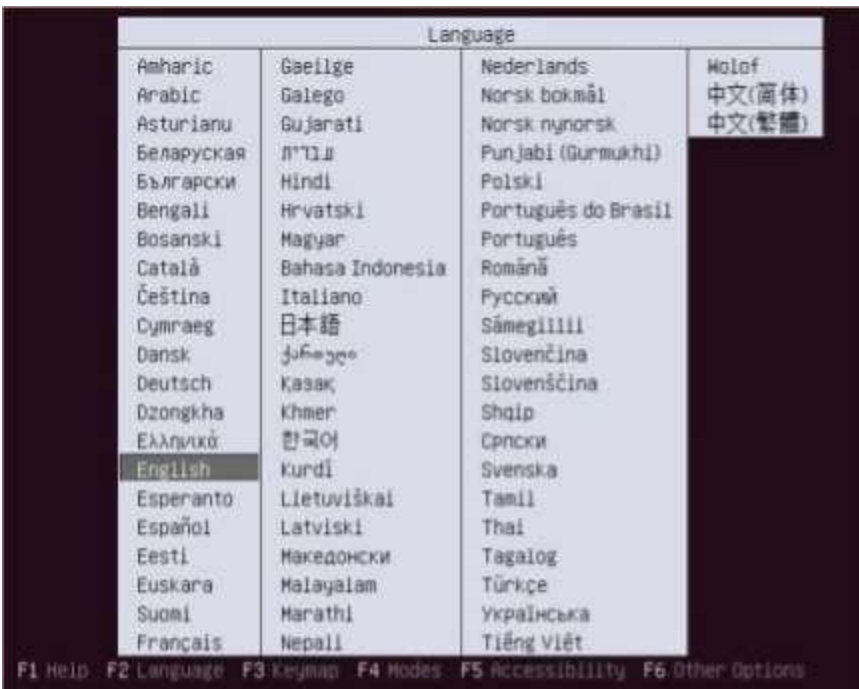 Language
Amharic
Arabic
Asturianu
Беларуская
Български
Bengali
Bosanski
Català
Čeština
Cymraeg
Dansk
Deutsch
Dzongkha
Ελληνικά
English
Esperanto
Español
Eesti
Euskara
Suomi
Français
Gaeilge
Galego
Gujarati
עברית
Hindi
Hrvatski
Magyar
Bahasa Indonesia
Italiano
日本語
ქართული
Қазақ
Khmer
한국어
Kurdî
Lietuviškai
Latviski
Македонски
Malayalam
Marathi
Nepali
Nederlands
Norsk bokmål
Norsk nynorsk
Punjabi (Gurmukhi)
Polski
Português do Brasil
Português
Română
Русский
Sámegillii
Slovenčina
Slovenščina
Shqip
Српски
Svenska
Tamil
Thai
Tagalog
Türkçe
Українська
Tiếng Việt
Wolof
中文(简体)
中文(繁體)
F1 Help F2 Language F3 Keymap F4 Modes F5 Accessibility F6 Other Options